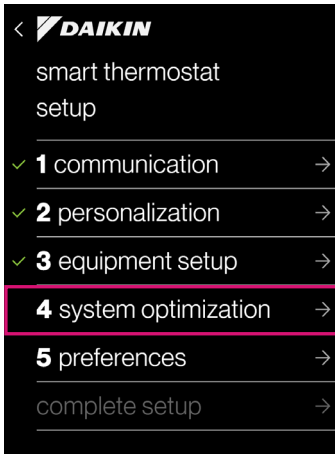 DAIKIN
smart thermostat
setup
1 communication
2 personalization
3 equipment setup
4 system optimization
5 preferences
complete setup